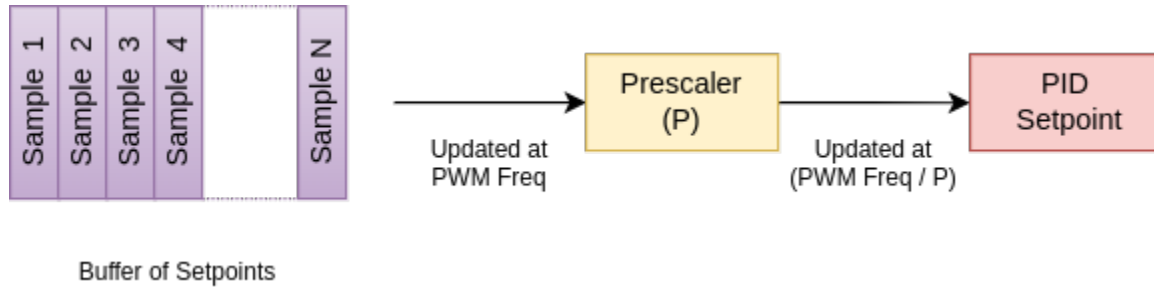 Sample 1
Sample 2
Sample 3
Sample 4
Sample N
Buffer of Setpoints
Updated at
PWM Freq
Prescaler
(P)
Updated at
(PWM Freq / P)
PID
Setpoint